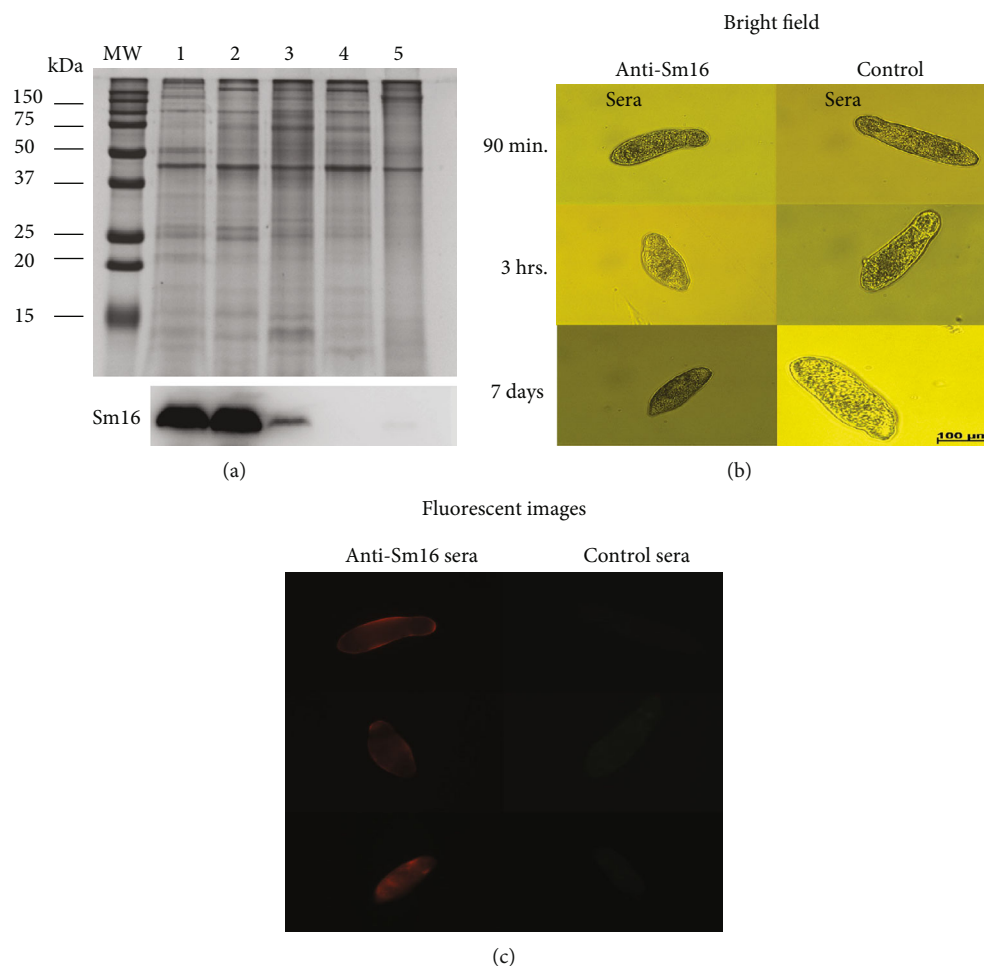 kDa
MW 1 2 3 4 5
150
75
50
37
25
20
15
Sm16
(a)
Bright field
Anti-Sm16 Control
Sera Sera
90 min.
3 hrs.
7 days
100 µm
(b)
Fluorescent images
Anti-Sm16 sera Control sera
(c)